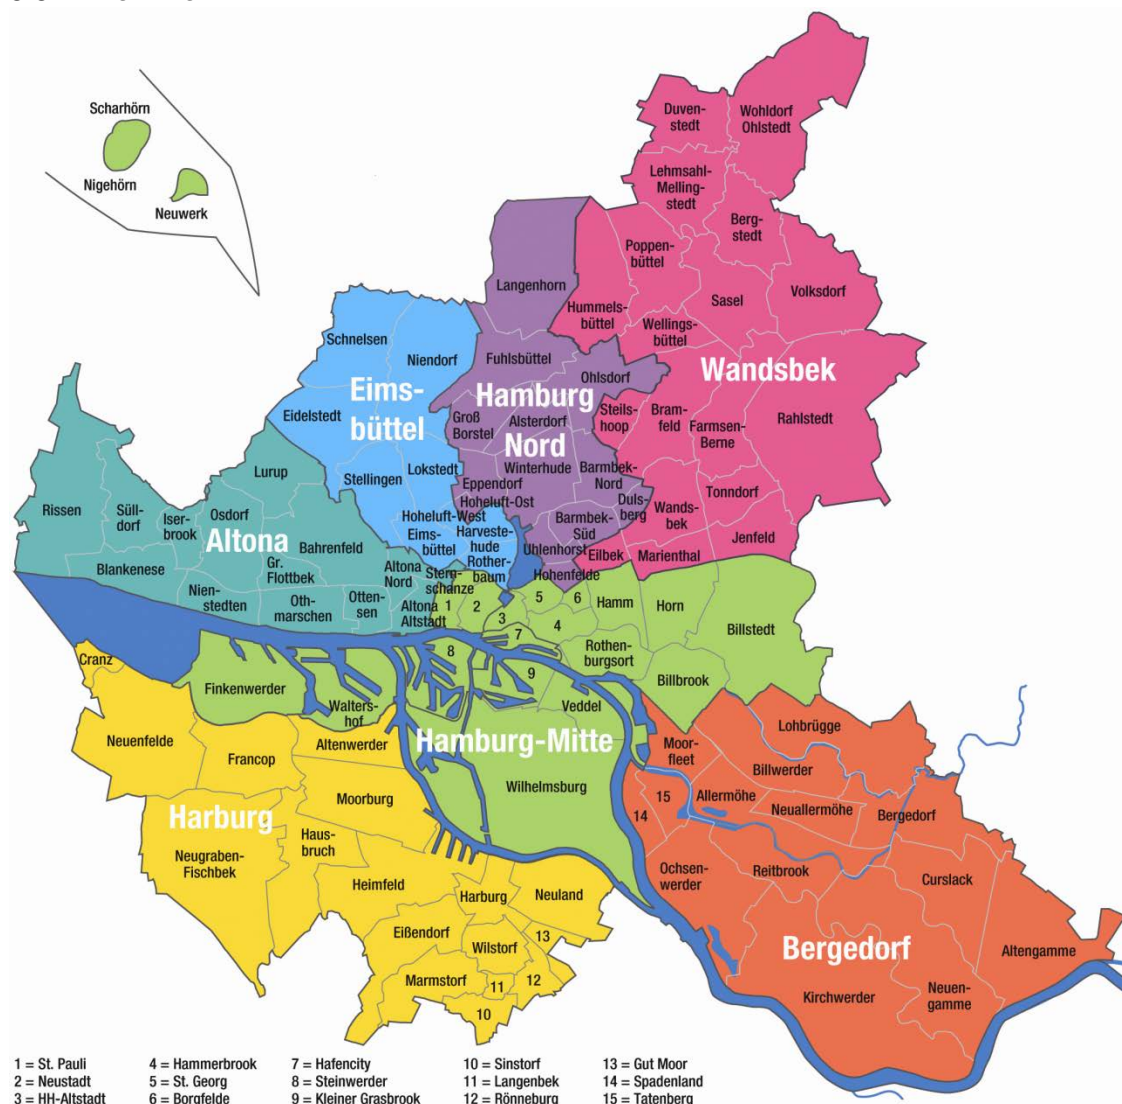 Scharhörn
Nigehörn
Neuwerk
Duven-
stedt
Wohldorf
Ohlstedt
Lehmsahl-
Melling-
stedt
Berg-
stedt
Poppen-
büttel
Langenhorn
Hummels-
büttel
Sasel
Volksdorf
Wellings-
büttel
Schnelsen
Niendorf
Fuhlsbüttel
Ohlsdorf
Wandsbek
Eims-
büttel
Hamburg
Nord
Eidelstedt
Groß
Borstel
Alsterdorf
Steils-
hoop
Bram-
feld
Farmsen-
Berne
Rahlstedt
Lurup
Stellingen
Lokstedt
Winterhude
Eppendorf
Barmbek-
Nord
Hoheluft-Ost
Duls-
berg
Wands-
bek
Tonndorf
Rissen
Süll-
dorf
Iser-
brook
Osdorf
Altona
Bahrenfeld
Hoheluft-West
Eims-
büttel
Harveste-
hude
Rother-
baum
Barmbek-
Süd
Uhlenhorst
Eilbek
Marienthal
Jenfeld
Blankenese
Gr.
Flottbek
Altona
Nord
Stern-
schanze
Hohenfelde
Nien-
stedten
Oth-
marschen
Otten-
sen
Altona
Altstadt
1
2
3
5
6
7
4
Hamm
Horn
Billstedt
Rothen-
burgsort
Billbrook
8
9
Cranz
Finkenwerder
Walters-
hof
Veddel
Hamburg-Mitte
Wilhelmsburg
Neuenfelde
Francop
Altenwerder
Moorburg
Harburg
Haus-
bruch
Neugraben-
Fischbek
Heimfeld
Harburg
Neuland
Eißendorf
Wilstorf
13
Marmstorf
11
12
10
Moor-
fleet
Lohbrügge
Billwerder
15
Allermöhe
Neuallermöhe
14
Bergedorf
Ochsen-
werder
Reitbrook
Curslack
Bergedorf
Altengamme
Kirchwerder
Neuen-
gamme
1 = St. Pauli
2 = Neustadt
3 = HH-Altstadt
4 = Hammerbrook
5 = St. Georg
6 = Borgfelde
7 = Hafencity
8 = Steinwerder
9 = Kleiner Grasbrook
10 = Sinstorf
11 = Langenbek
12 = Rönneburg
13 = Gut Moor
14 = Spadenland
15 = Tatenberg